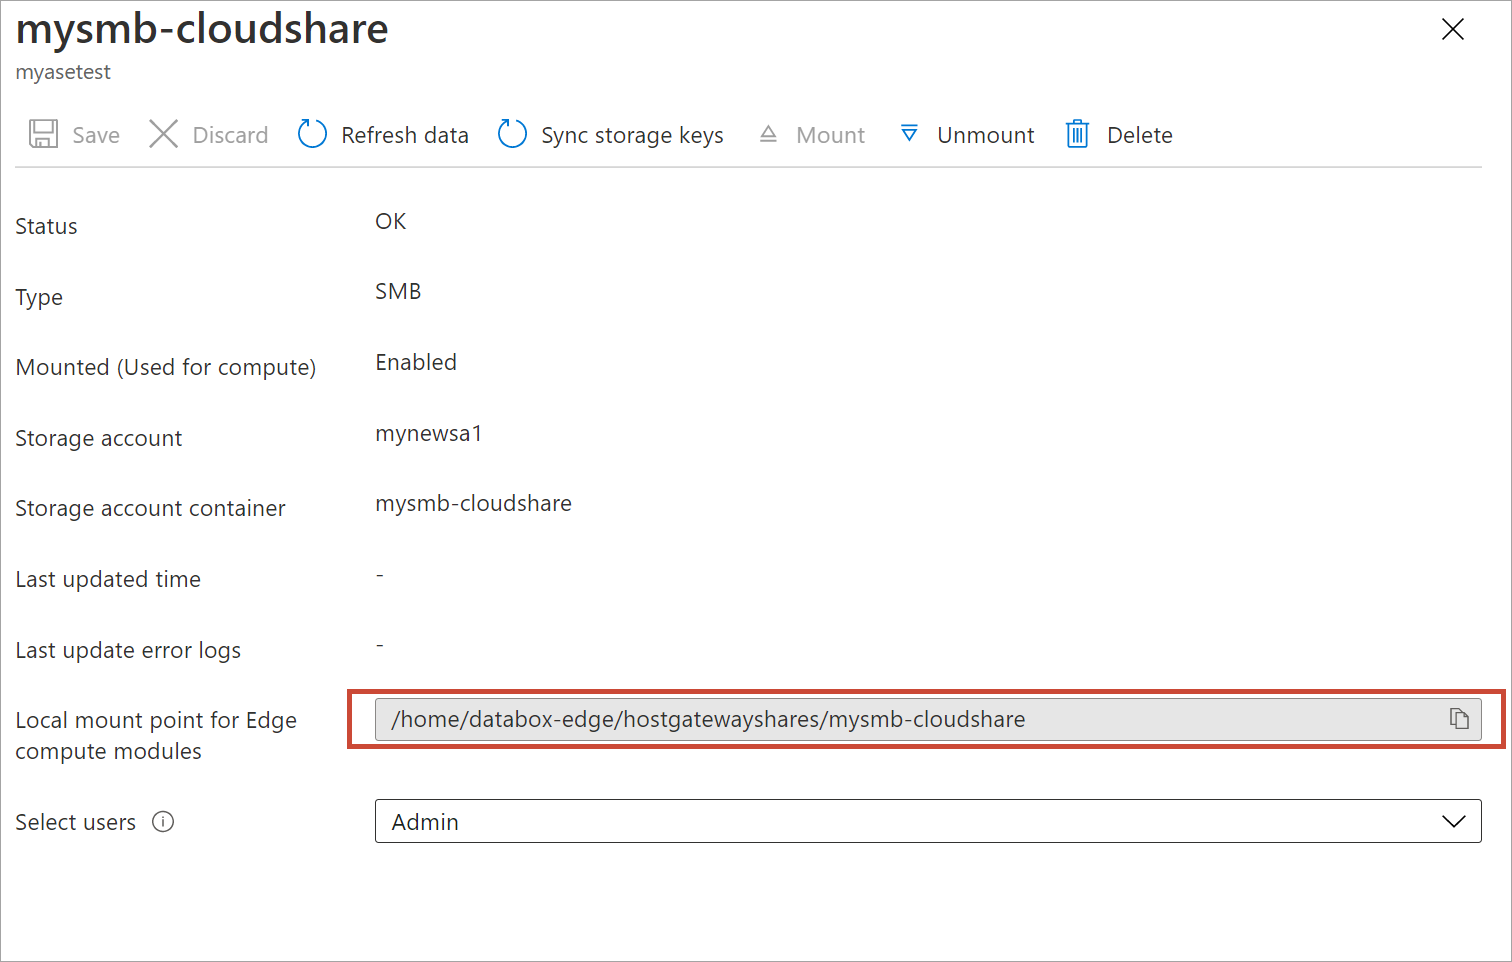 mysmb-cloudshare
myasetest
Save Discard Refresh data Sync storage keys Mount Unmount Delete
Status OK
Type SMB
Mounted (Used for compute) Enabled
Storage account mynewsa1
Storage account container mysmb-cloudshare
Last updated time -
Last update error logs -
Local mount point for Edge /home/databox-edge/hostgatewayshares/mysmb-cloudshare
compute modules
Select users Admin